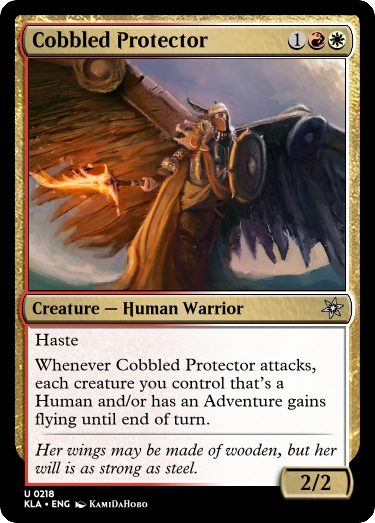 Cobbled Protector 1
Creature — Human Warrior
Haste
Whenever Cobbled Protector attacks,
each creature you control that's a
Human and/or has an Adventure gains
flying until end of turn.
Her wings may be made of wooden, but her
will is as strong as steel.
2/2
U 0218
KLA • ENG KamiDaHobo